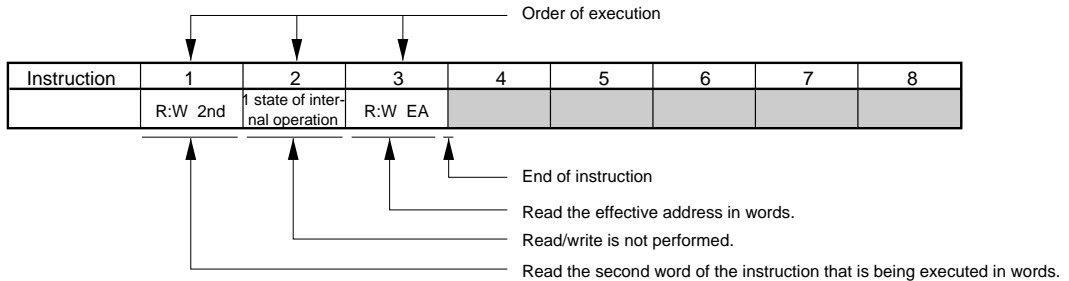 Order of execution
Instruction 1 2 3 4 5 6 7 8
R:W 2nd 1 state of inter- R:W EA
nal operation
End of instruction
Read the effective address in words.
Read/write is not performed.
Read the second word of the instruction that is being executed in words.